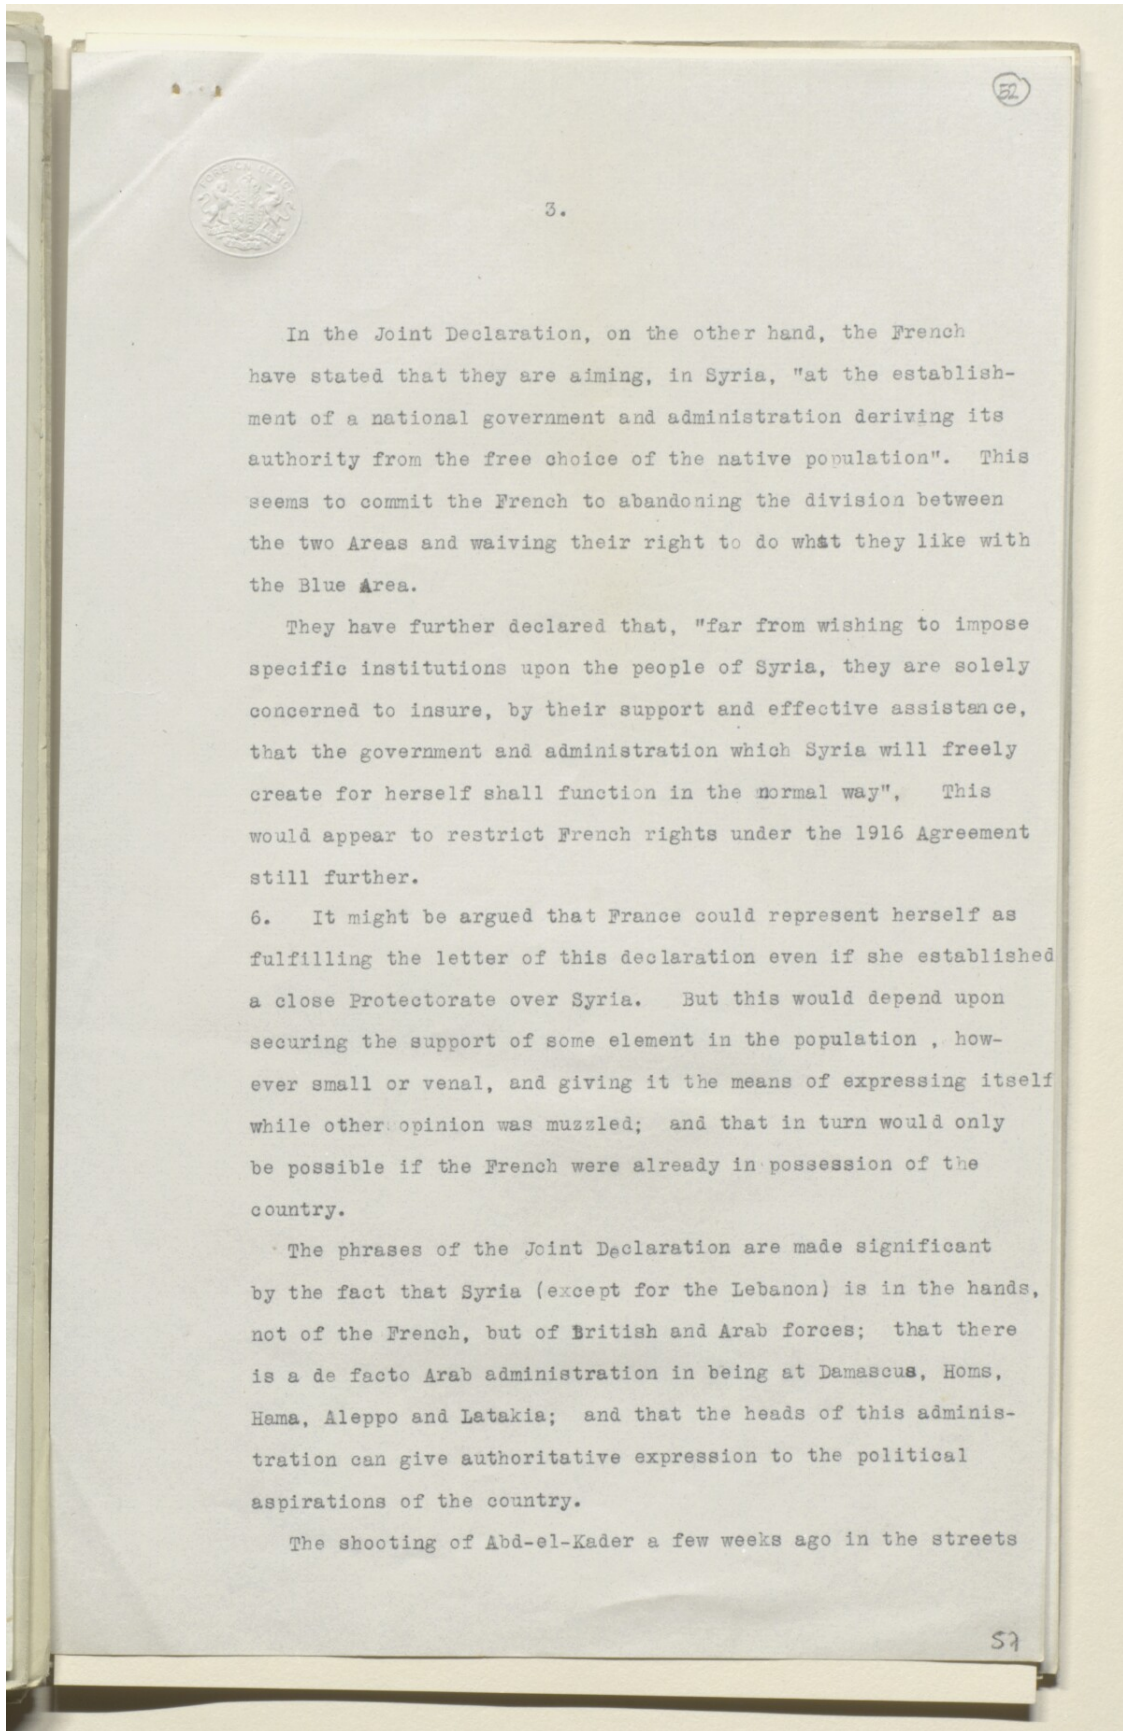 52
FOREIGN OFFICE
3.
In the Joint Declaration, on the other hand, the French
have stated that they are aiming, in Syria, "at the establish-
ment of a national government and administration deriving its
authority from the free choice of the native population". This
seems to commit the French to abandoning the division between
the two Areas and waiving their right to do what they like with
the Blue Area.
They have further declared that, "far from wishing to impose
specific institutions upon the people of Syria, they are solely
concerned to insure, by their support and effective assistance,
that the government and administration which Syria will freely
create for herself shall function in the normal way", This
would appear to restrict French rights under the 1916 Agreement
still further.
6. It might be argued that France could represent herself as
fulfilling the letter of this declaration even if she established
a close Protectorate over Syria. But this would depend upon
securing the support of some element in the population , how-
ever small or venal, and giving it the means of expressing itself
while other opinion was muzzled; and that in turn would only
be possible if the French were already in possession of the
country.
The phrases of the Joint Declaration are made significant
by the fact that Syria (except for the Lebanon) is in the hands,
not of the French, but of British and Arab forces; that there
is a de facto Arab administration in being at Damascus, Homs,
Hama, Aleppo and Latakia; and that the heads of this adminis-
tration can give authoritative expression to the political
aspirations of the country.
The shooting of Abd-el-Kader a few weeks ago in the streets
57